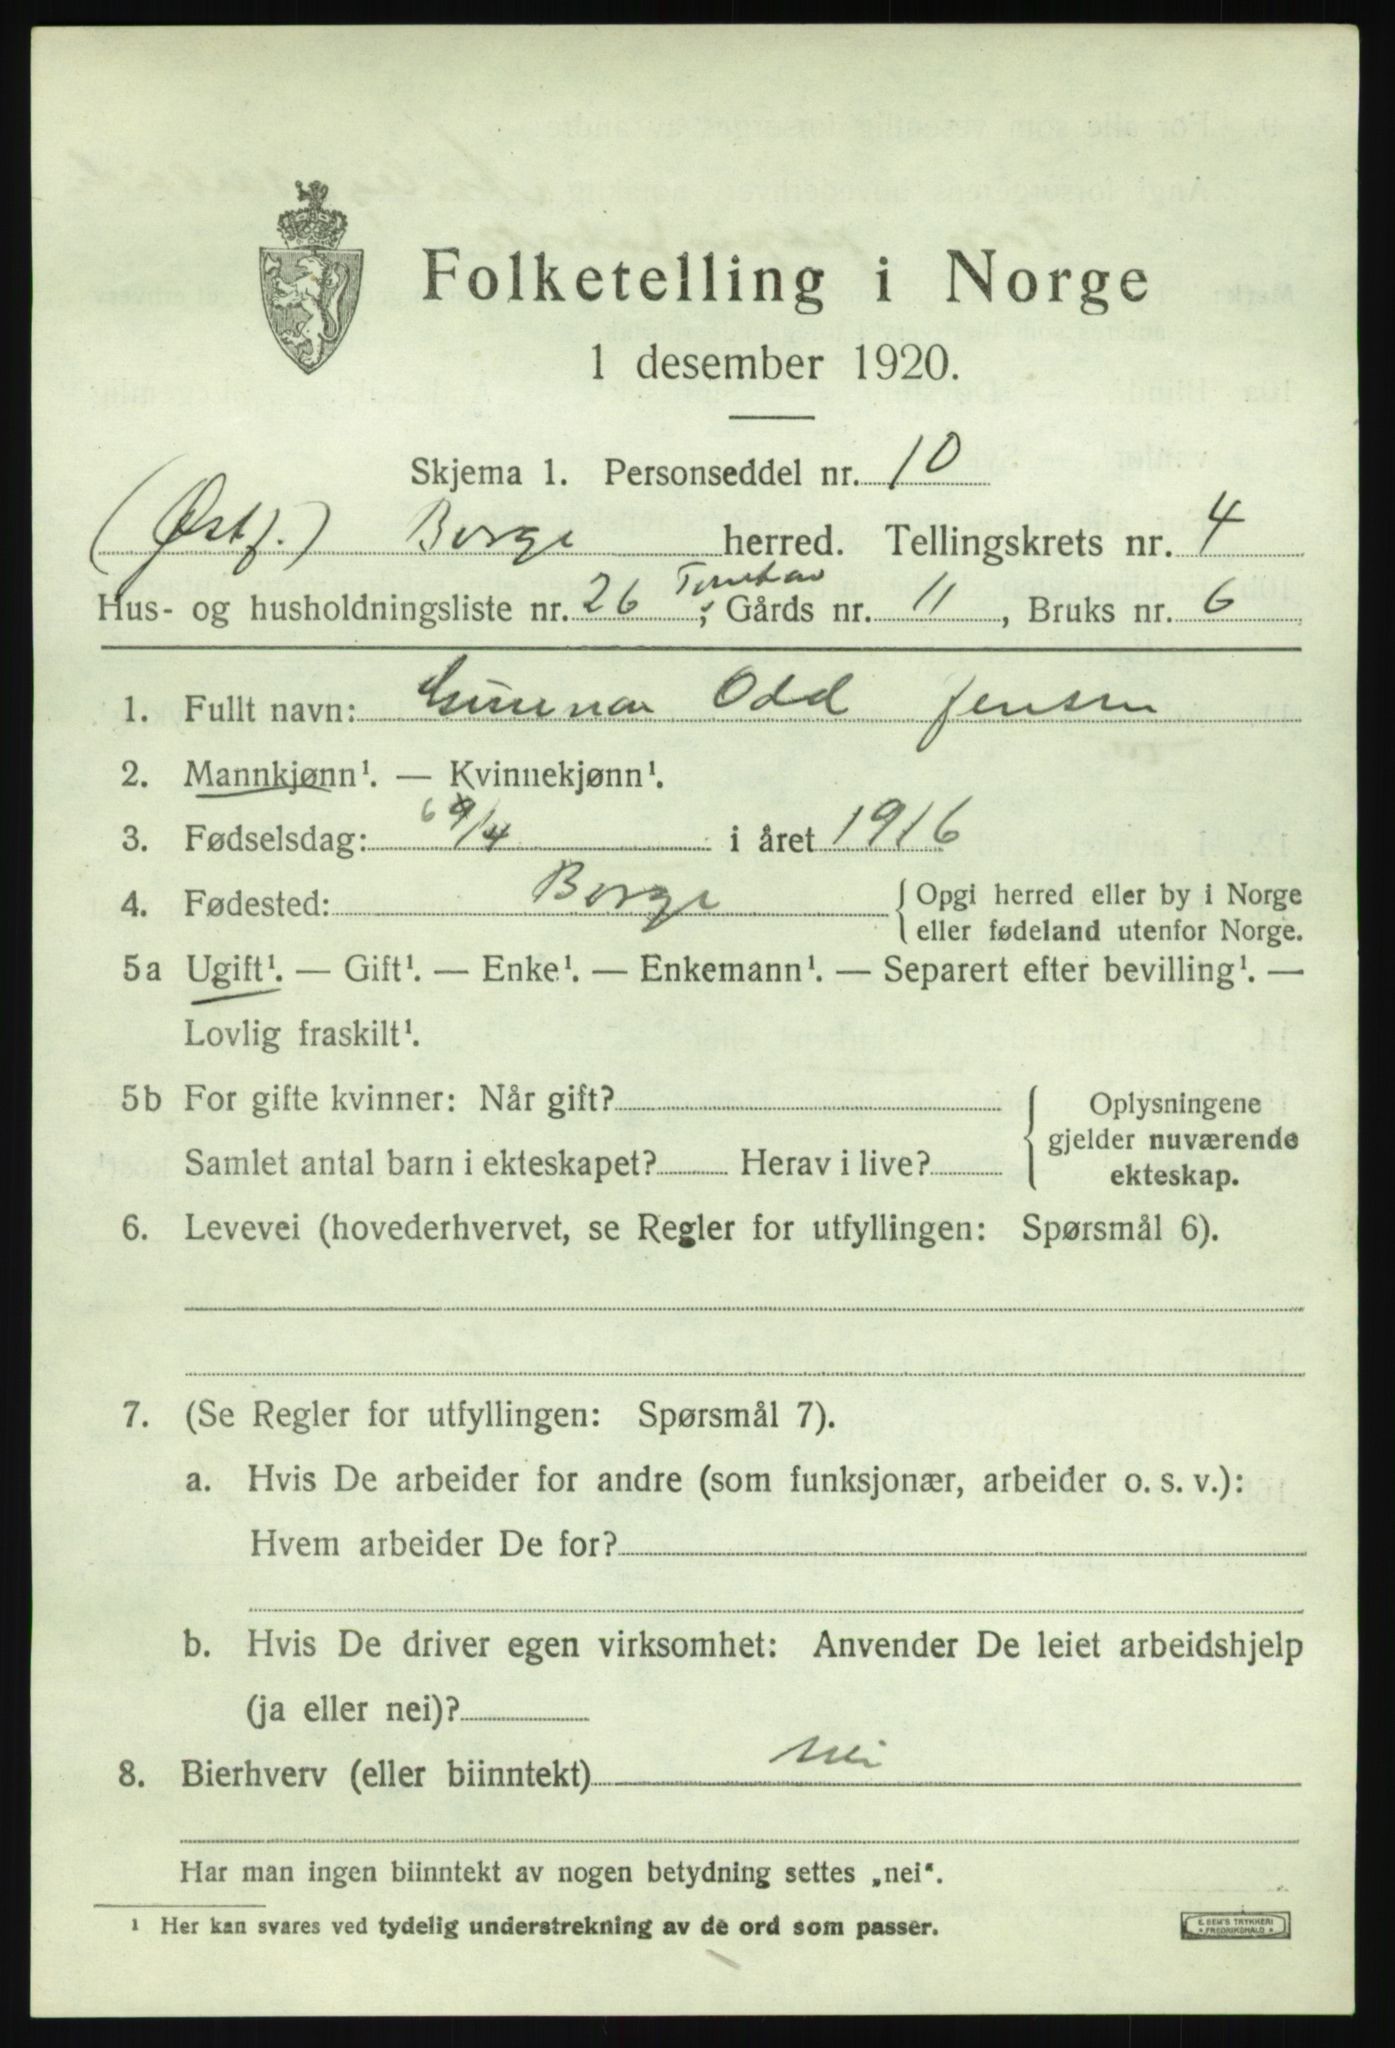 Folketelling i Norge
1 desember 1920.
Skjema 1. Personseddel nr. 10
(Østf.) Borge herred. Tellingskrets nr. 4
Hus- og husholdningsliste nr. 26; Gårds nr. 11, Bruks nr. 6
1. Fullt navn: Gunnar Odd Jensen
2. Mannkjønn¹. — Kvinnekjønn¹.
3. Fødselsdag: 6/4 i året 1916
4. Fødested: Borge { Opgi herred eller by i Norge
eller fødeland utenfor Norge.
5a Ugift¹. — Gift¹. — Enke¹. — Enkemann¹. — Separert efter bevilling¹. —
Lovlig fraskilt¹.
5b For gifte kvinner: Når gift? { Oplysningene
gjelder nuværende
Samlet antal barn i ekteskapet? Herav i live? ekteskap.
6. Levevei (hovederhvervet, se Regler for utfyllingen: Spørsmål 6).
7. (Se Regler for utfyllingen: Spørsmål 7).
a. Hvis De arbeider for andre (som funksjonær, arbeider o. s. v.):
Hvem arbeider De for?
b. Hvis De driver egen virksomhet: Anvender De leiet arbeidshjelp
(ja eller nei)?
8. Bierhverv (eller biinntekt) nei
Har man ingen biinntekt av nogen betydning settes „nei“.
¹ Her kan svares ved tydelig understrekning av de ord som passer.
E. SEM'S TRYKKERI
FREDRIKSHALD